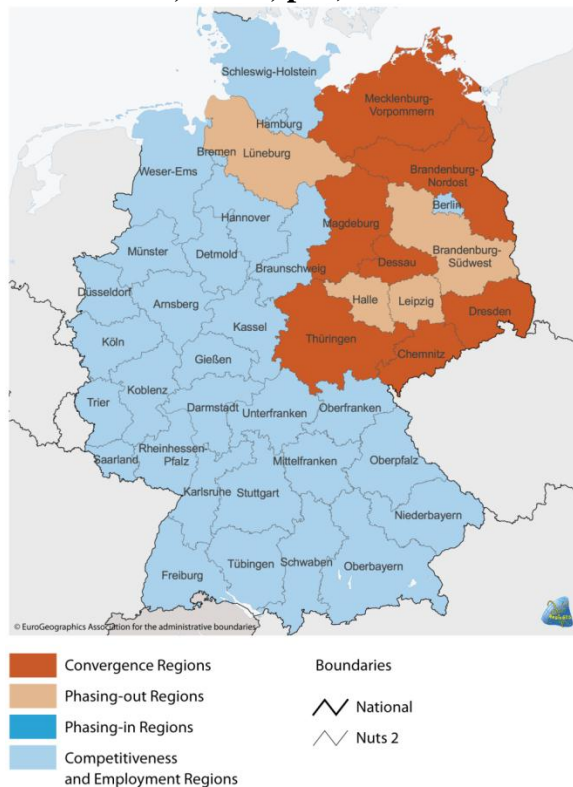 Schleswig-Holstein
Mecklenburg-
Vorpommern
Hamburg
Bremen
Lüneburg
Weser-Ems
Brandenburg-
Nordost
Berlin
Hannover
Magdeburg
Münster
Detmold
Braunschweig
Dessau
Brandenburg-
Südwest
Düsseldorf
Arnsberg
Halle
Leipzig
Dresden
Kassel
Köln
Thüringen
Chemnitz
Gießen
Koblenz
Trier
Darmstadt
Unterfranken
Oberfranken
Saarland
Rheinhessen-
Pfalz
Mittelfranken
Oberpfalz
Karlsruhe
Stuttgart
Niederbayern
Tübingen
Schwaben
Oberbayern
Freiburg
© EuroGeographics Association for the administrative boundaries
Convergence Regions
Phasing-out Regions
Phasing-in Regions
Competitiveness
and Employment Regions
Boundaries
National
Nuts 2